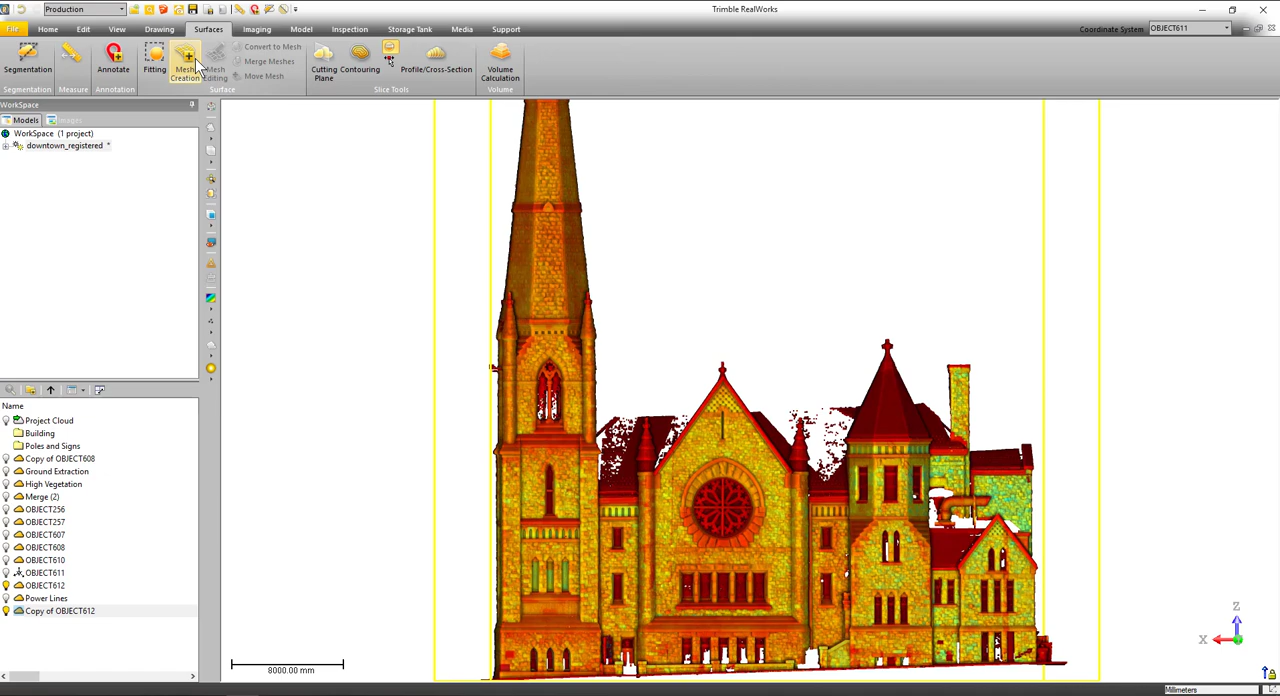 Production
Trimble RealWorks
File Home Edit View Drawing Surfaces Imaging Model Inspection Storage Tank Media Support
Coordinate System OBJECT611
Segmentation
Annotate
Fitting
Mesh Creation
Mesh Editing
Convert to Mesh
Merge Meshes
Move Mesh
Cutting Plane
Contouring
Profile/Cross-Section
Volume Calculation
Segmentation Measure Annotation Surface Slice Tools Volume
WorkSpace
Models Images
WorkSpace (1 project)
downtown_registered *
Name
Project Cloud
Building
Poles and Signs
Copy of OBJECT608
Ground Extraction
High Vegetation
Merge (2)
OBJECT256
OBJECT257
OBJECT607
OBJECT608
OBJECT610
OBJECT611
OBJECT612
Power Lines
Copy of OBJECT612
8000.00 mm
Z
X
Millimeters